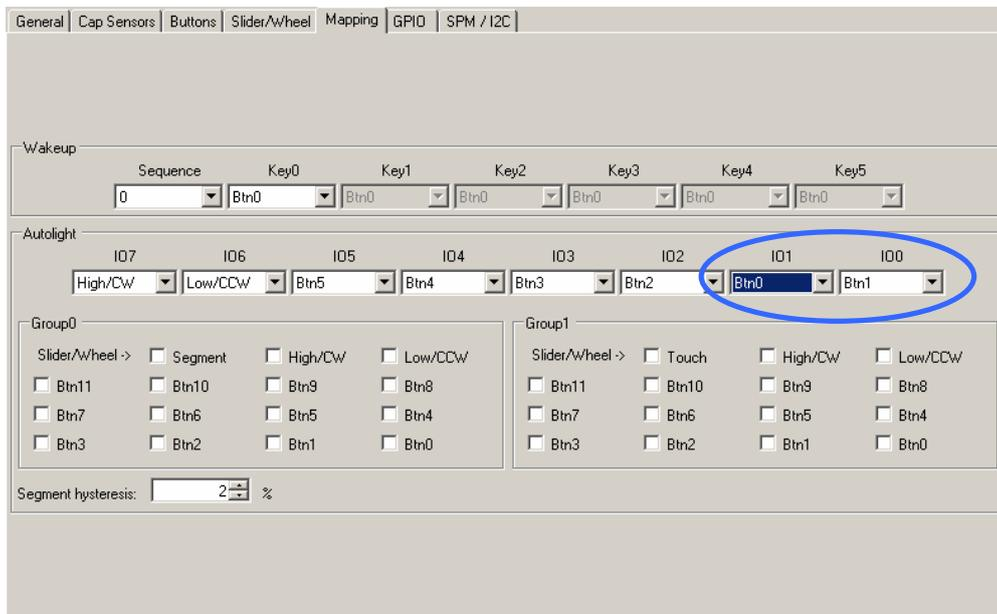 General Cap Sensors Buttons Slider/Wheel Mapping GPIO SPM / I2C
Wakeup
Sequence Key0 Key1 Key2 Key3 Key4 Key5
0 Btn0 Btn0 Btn0 Btn0 Btn0 Btn0
Autolight
IO7 IO6 IO5 IO4 IO3 IO2 IO1 IO0
High/CW Low/CCW Btn5 Btn4 Btn3 Btn2 Btn0 Btn1
Group0
Slider/Wheel -> Segment High/CW Low/CCW
Btn11 Btn10 Btn9 Btn8
Btn7 Btn6 Btn5 Btn4
Btn3 Btn2 Btn1 Btn0
Group1
Slider/Wheel -> Touch High/CW Low/CCW
Btn11 Btn10 Btn9 Btn8
Btn7 Btn6 Btn5 Btn4
Btn3 Btn2 Btn1 Btn0
Segment hysteresis: 2 %